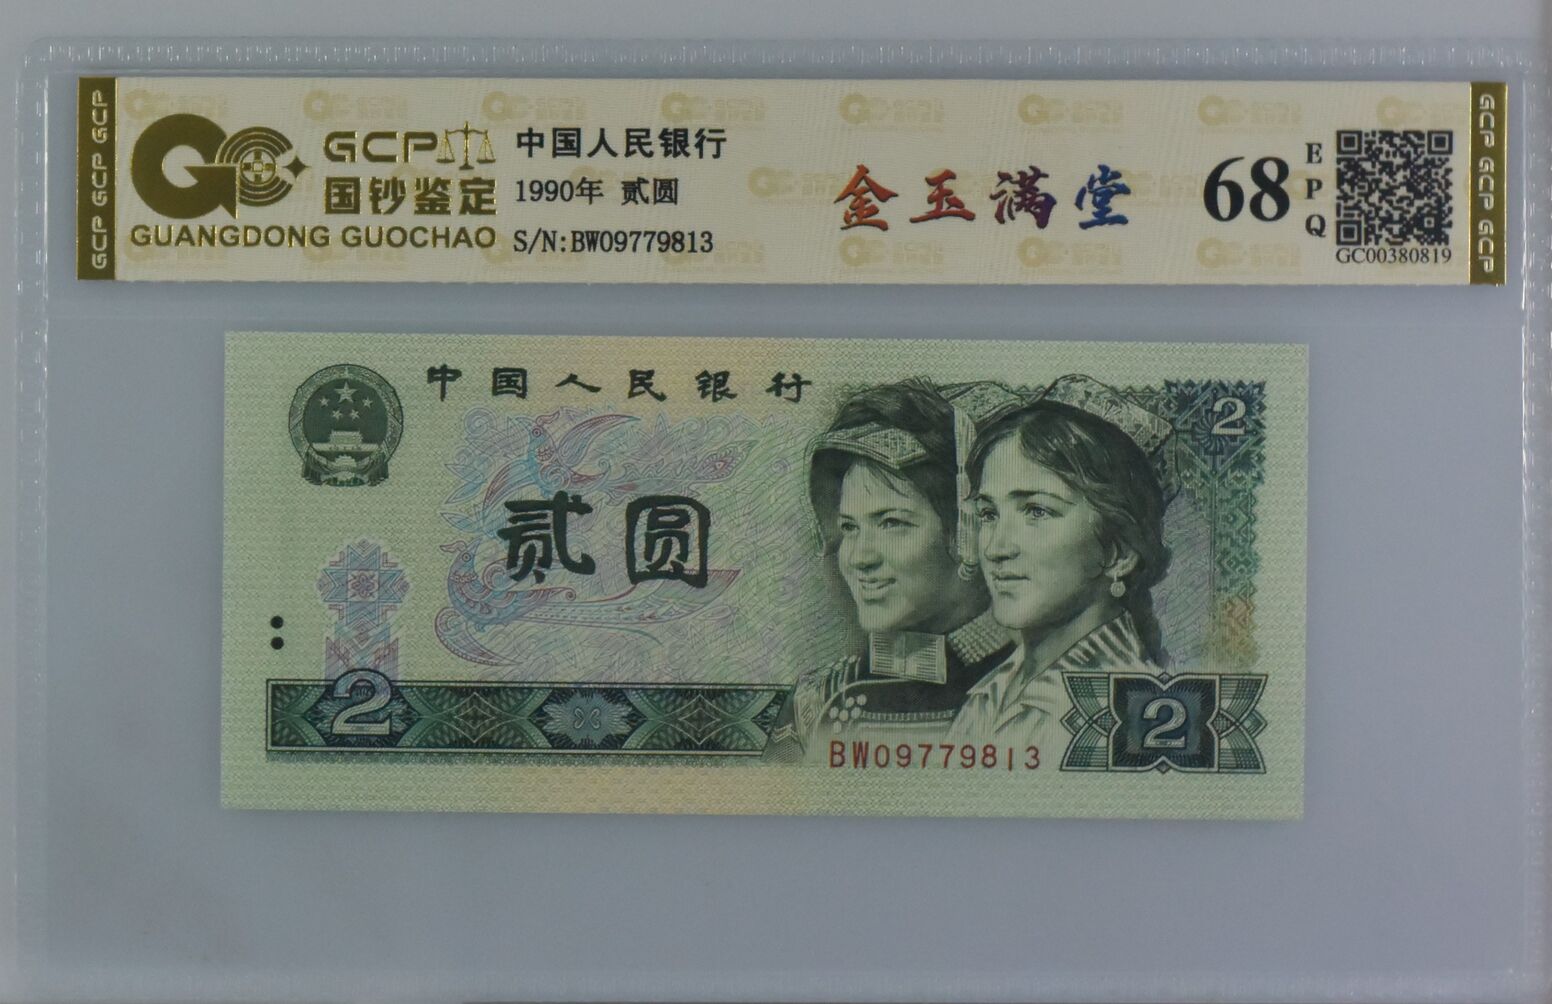 GCP GCP GCP
GCP
国钞鉴定
GUANGDONG GUOCHAO
中国人民银行
1990年 贰圆
S/N:BW09779813
金玉满堂
68
EPQ
GC00380819
GCP GCP GCP
中国人民银行
2
贰圆
2
2
BW09779813